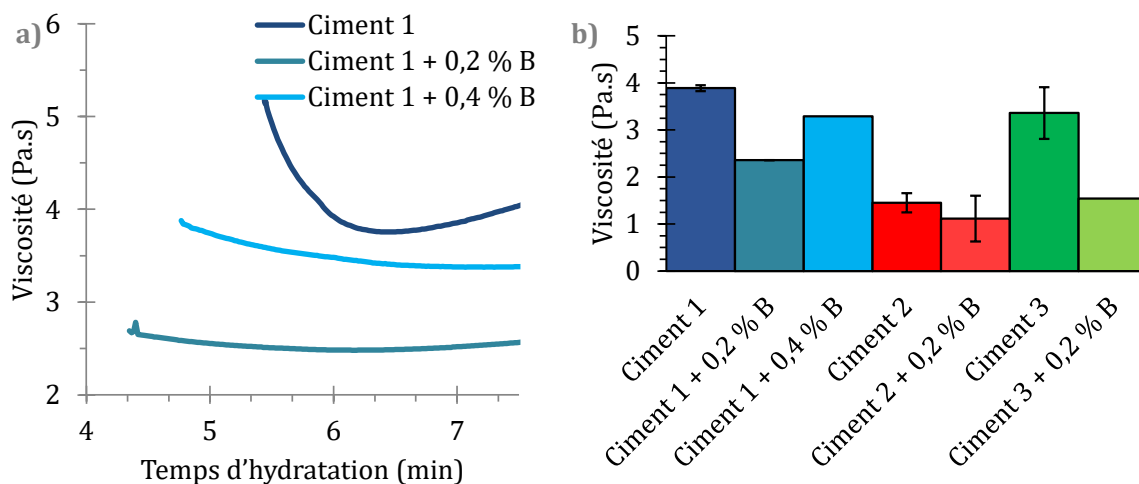 a)
Viscosité (Pa.s)
6
5
4
3
2
4
5
6
7
Temps d’hydratation (min)
Ciment 1
Ciment 1 + 0,2 % B
Ciment 1 + 0,4 % B
b)
Viscosité (Pa.s)
5
4
3
2
1
0
Ciment 1
Ciment 1 + 0,2 % B
Ciment 1 + 0,4 % B
Ciment 2
Ciment 2 + 0,2 % B
Ciment 3
Ciment 3 + 0,2 % B